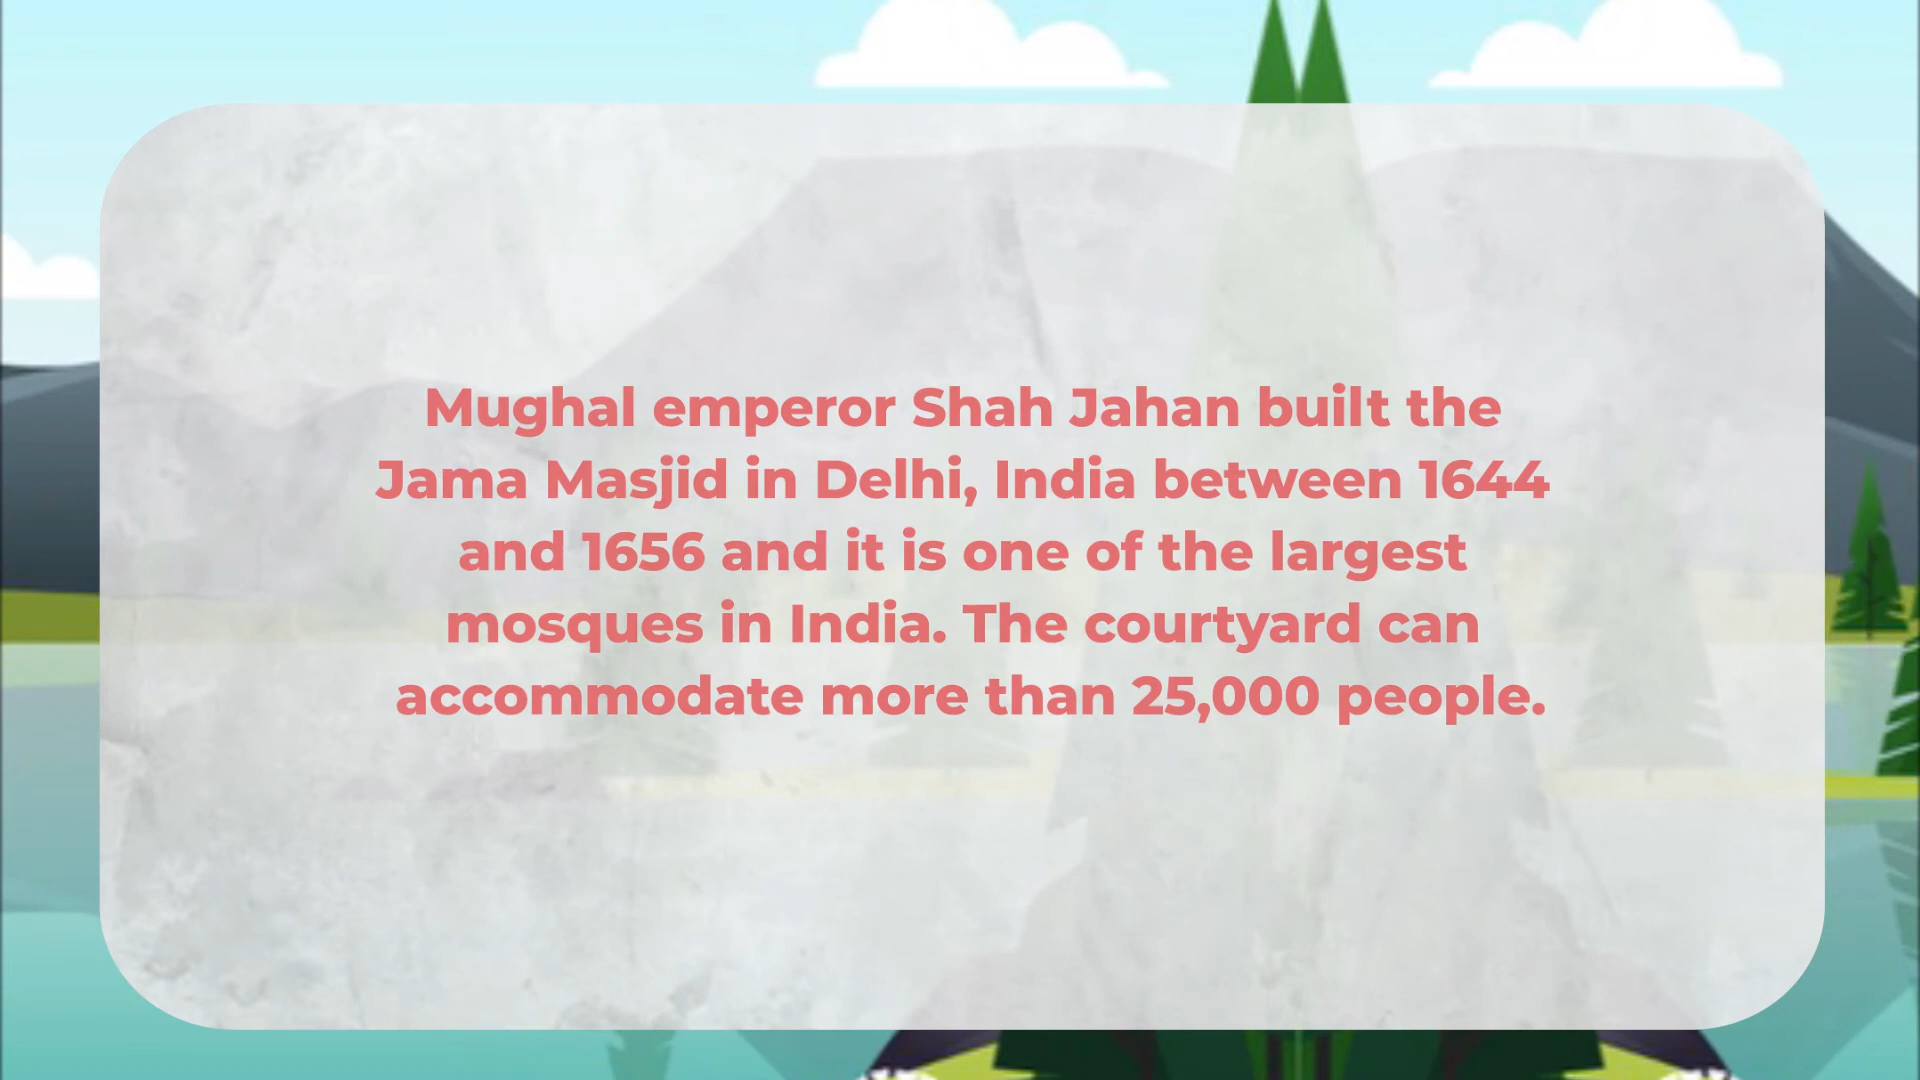 Mughal emperor Shah Jahan built the
Jama Masjid in Delhi, India between 1644
and 1656 and it is one of the largest
mosques in India. The courtyard can
accommodate more than 25,000 people.